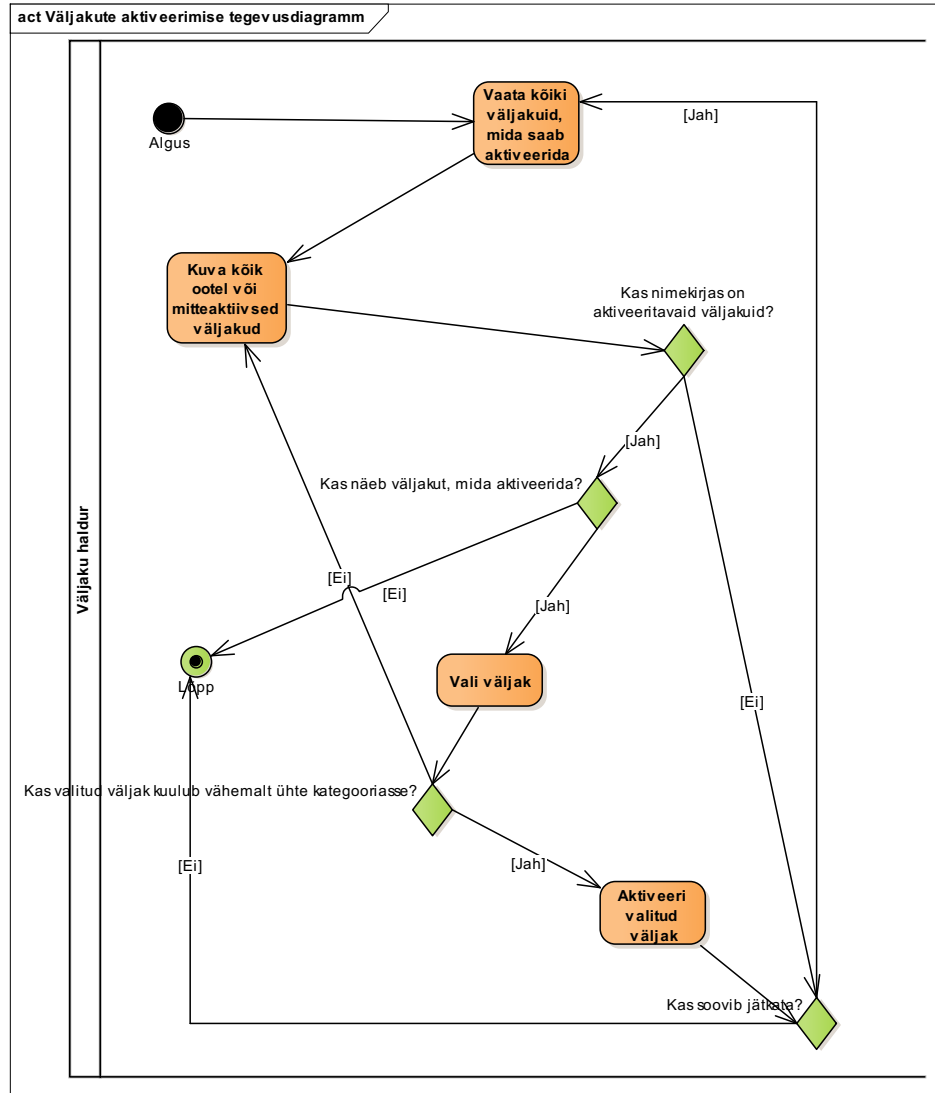 act Väljakute aktiveerimise tegevusdiagramm
Väljaku haldur
Algus
Vaata kõiki
väljakuid,
mida saab
aktiveerida
[Jah]
Kuva kõik
ootel või
mitteaktiivsed
väljakud
Kas nimekirjas on
aktiveeritavaid väljakuid?
[Jah]
Kas näeb väljakut, mida aktiveerida?
[Ei]
[Ei]
[Jah]
Lõpp
Vali väljak
[Ei]
Kas valitud väljak kuulub vähemalt ühte kategooriasse?
[Ei]
[Jah]
Aktiveeri
valitud
väljak
Kas soovib jätkata?